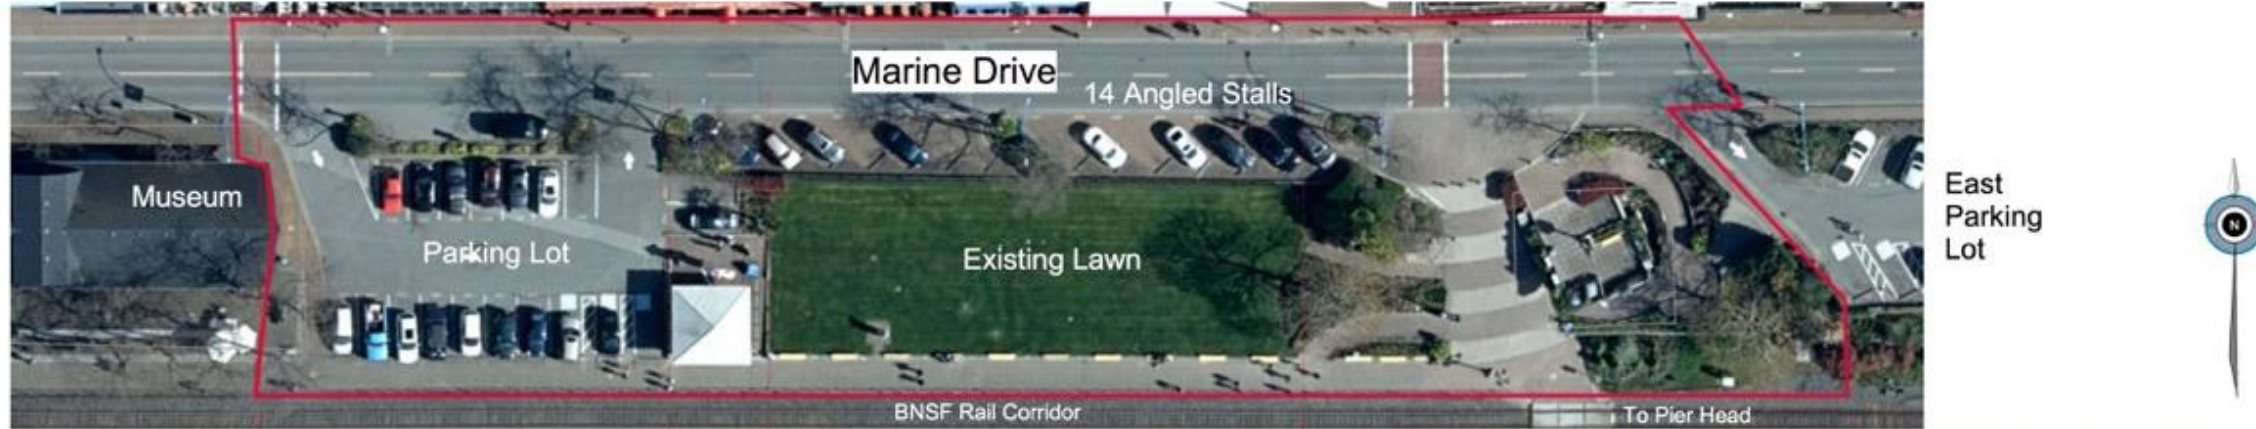 Marine Drive
14 Angled Stalls
Museum
Parking Lot
Existing Lawn
East
Parking
Lot
N
BNSF Rail Corridor
To Pier Head